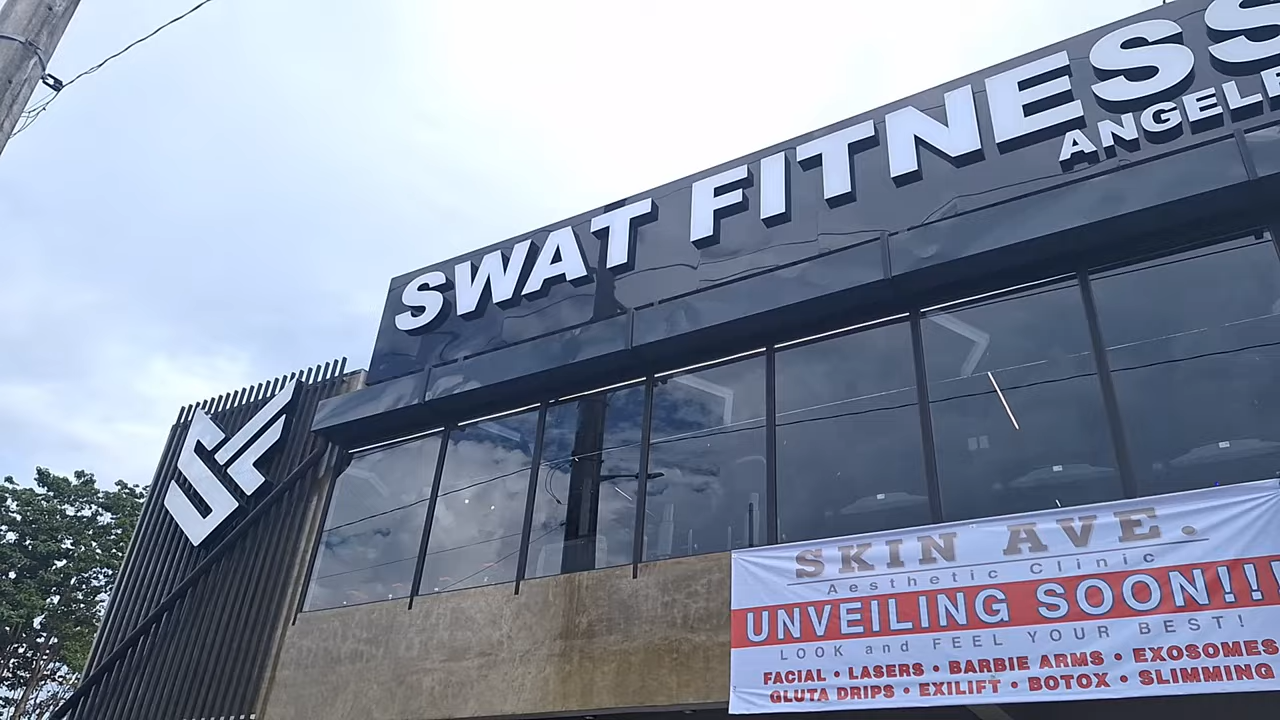 SWAT FITNESS
SF
SKIN AVE.
Aesthetic Clinic
UNVEILING SOON!!!
LOOK and FEEL YOUR BEST!
FACIAL • LASERS • BARBIE ARMS • EXOSOMES
GLUTA DRIPS • EXILIFT • BOTOX • SLIMMING